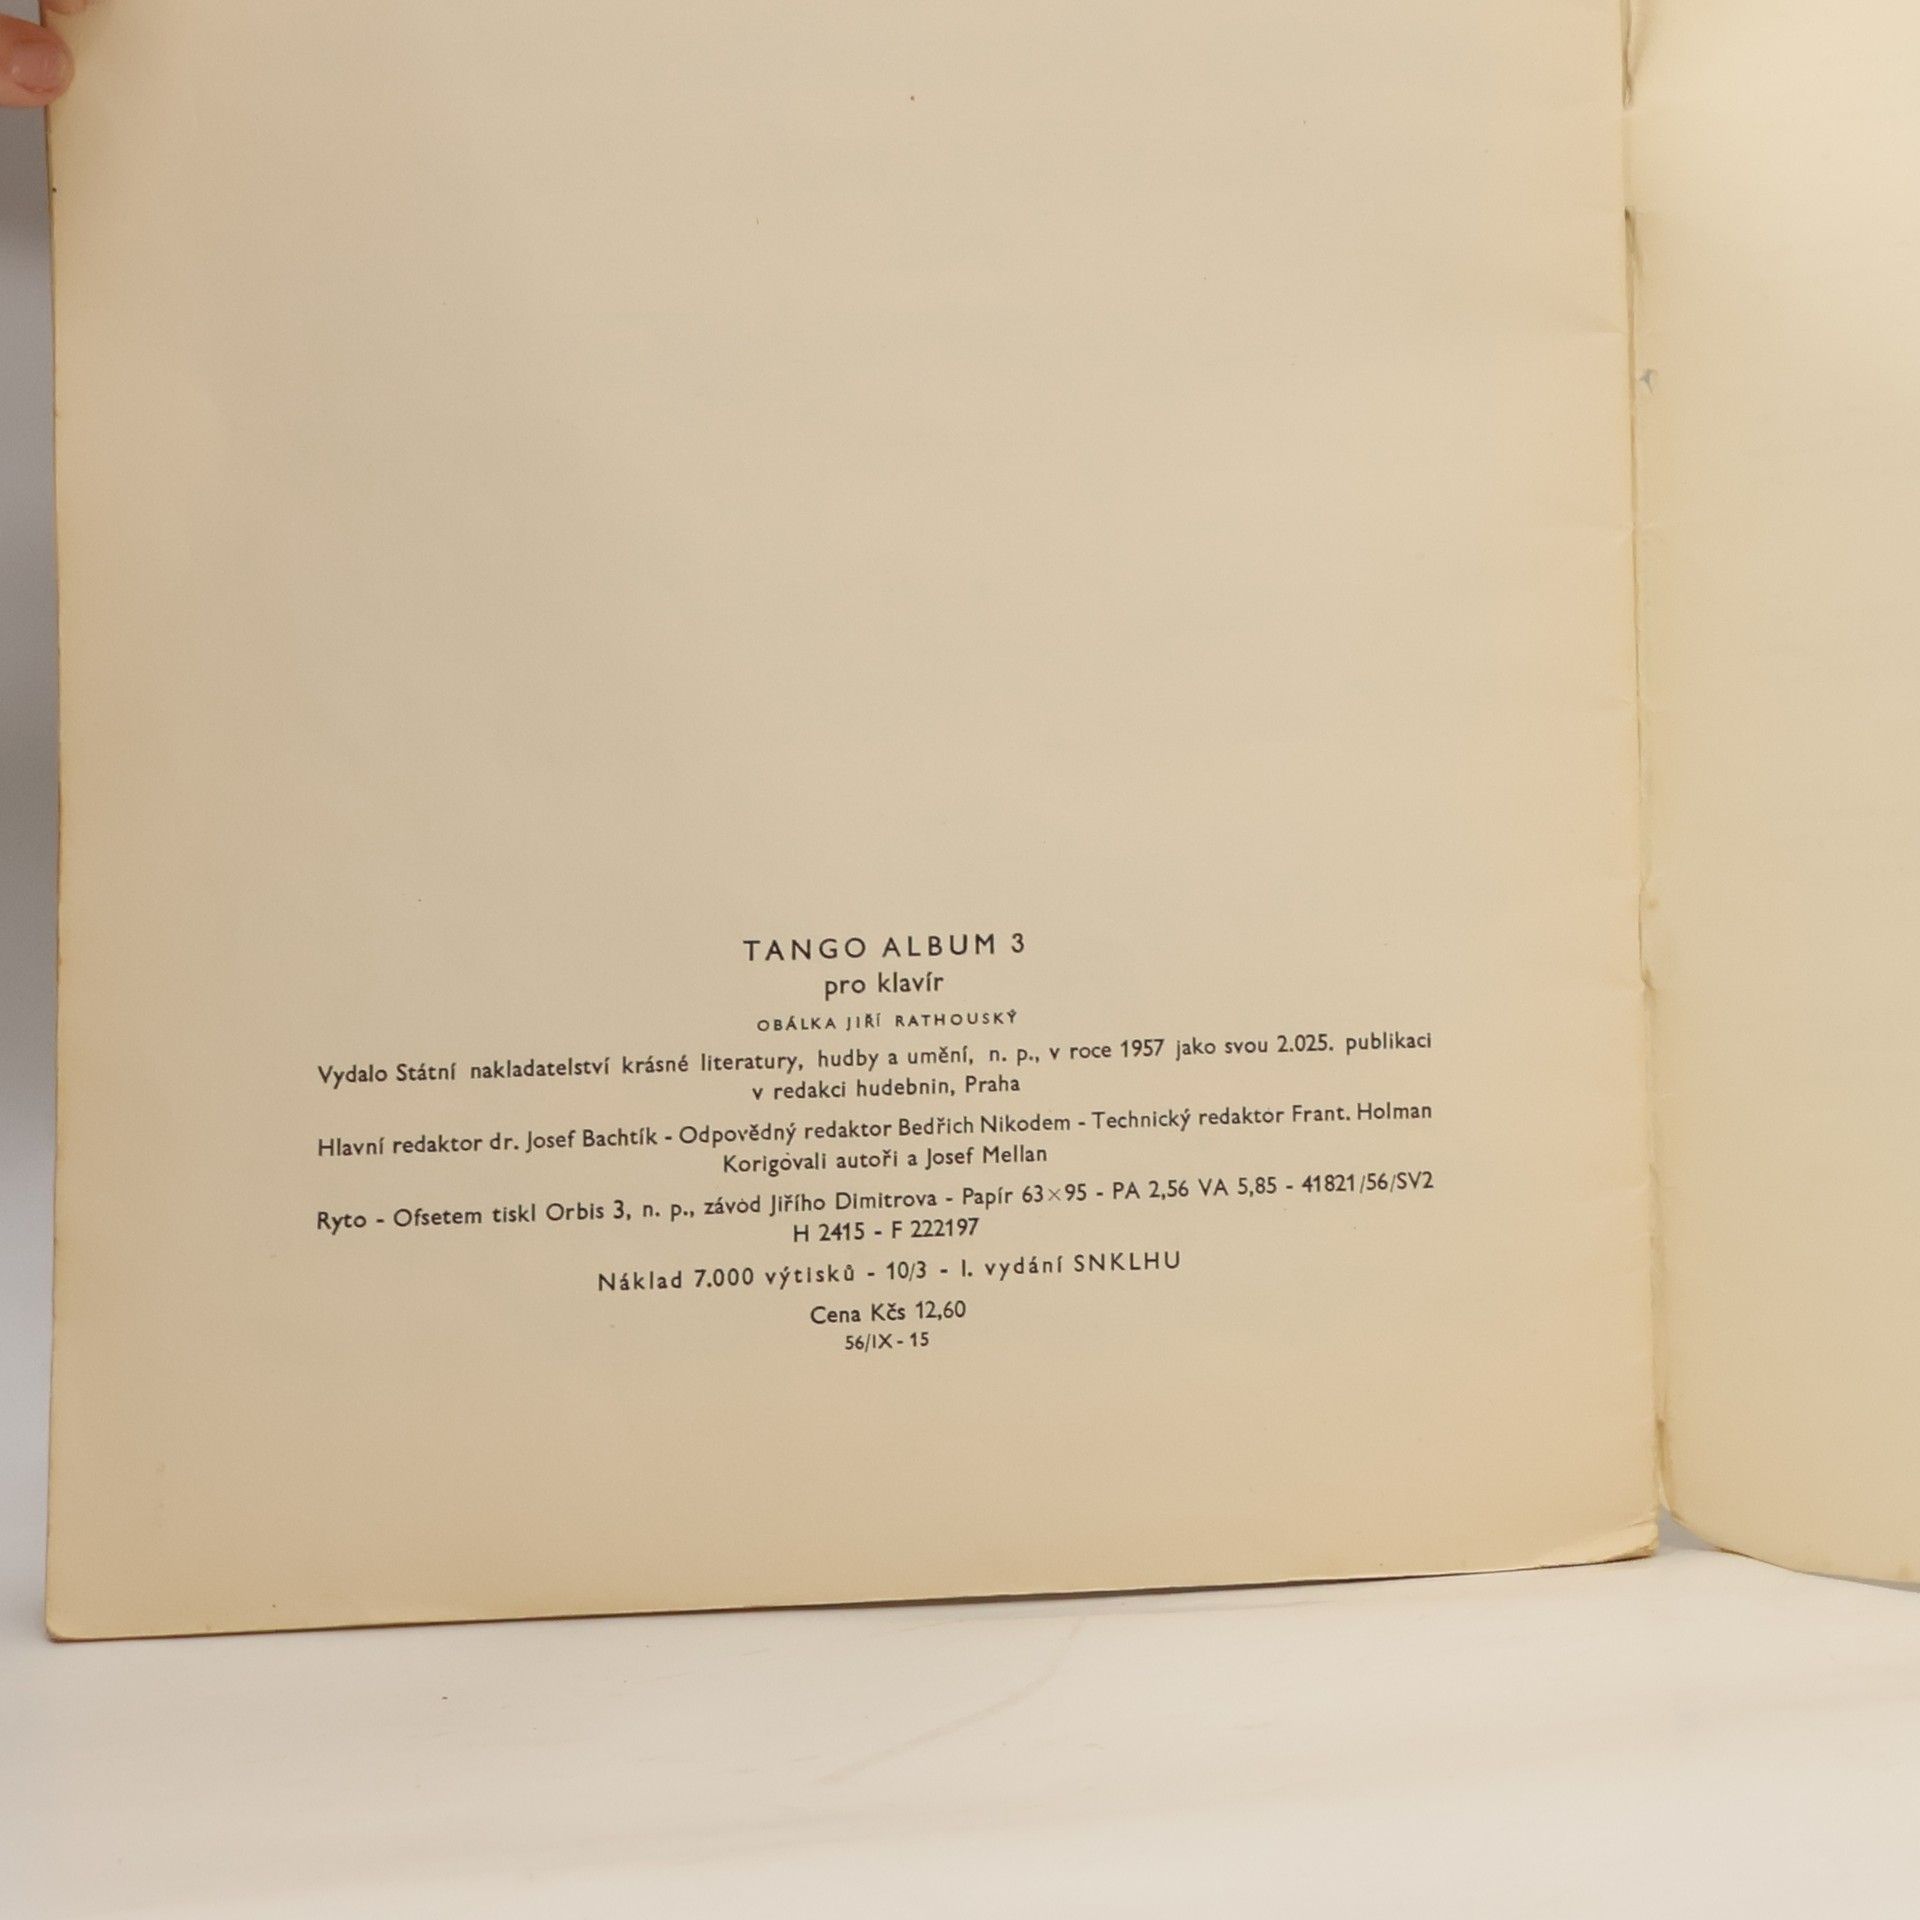 TANGO ALBUM 3
pro klavír
OBÁLKA JIŘÍ RATHOUSKÝ
Vydalo Státní nakladatelství krásné literatury, hudby a umění, n. p., v roce 1957 jako svou 2.025. publikaci
v redakci hudebnin, Praha
Hlavní redaktor dr. Josef Bachtík - Odpovědný redaktor Bedřich Nikodem - Technický redaktor Frant. Holman
Korigovali autoři a Josef Mellan
Ryto - Ofsetem tiskl Orbis 3, n. p., závod Jiřího Dimitrova - Papír 63×95 - PA 2,56 VA 5,85 - 41821/56/SV2
H 2415 - F 222197
Náklad 7.000 výtisků - 10/3 - I. vydání SNKLHU
Cena Kčs 12,60
56/IX - 15